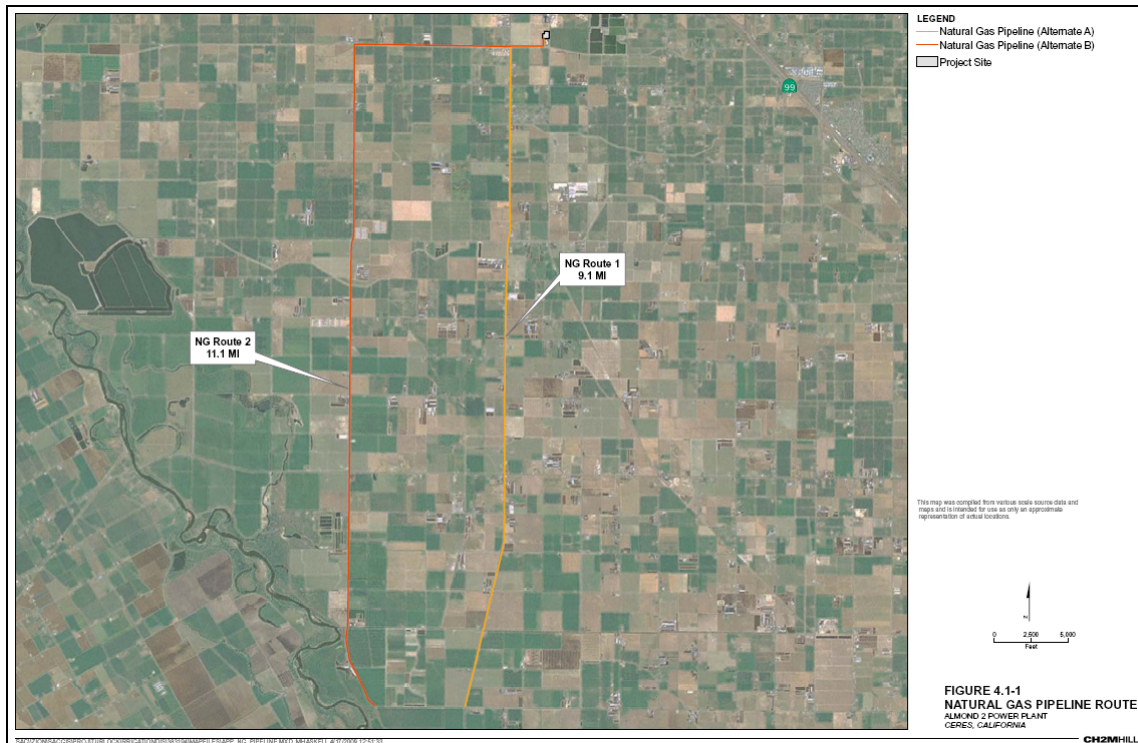 LEGEND
Natural Gas Pipeline (Alternate A)
Natural Gas Pipeline (Alternate B)
Project Site
99
NG Route 1
9.1 MI
NG Route 2
11.1 MI
This map was compiled from various scale source data and
maps and is intended for use as only an approximate
representation of actual locations.
0 2,500 5,000
Feet
FIGURE 4.1-1
NATURAL GAS PIPELINE ROUTE
ALMOND 2 POWER PLANT
CERES, CALIFORNIA
CH2MHILL